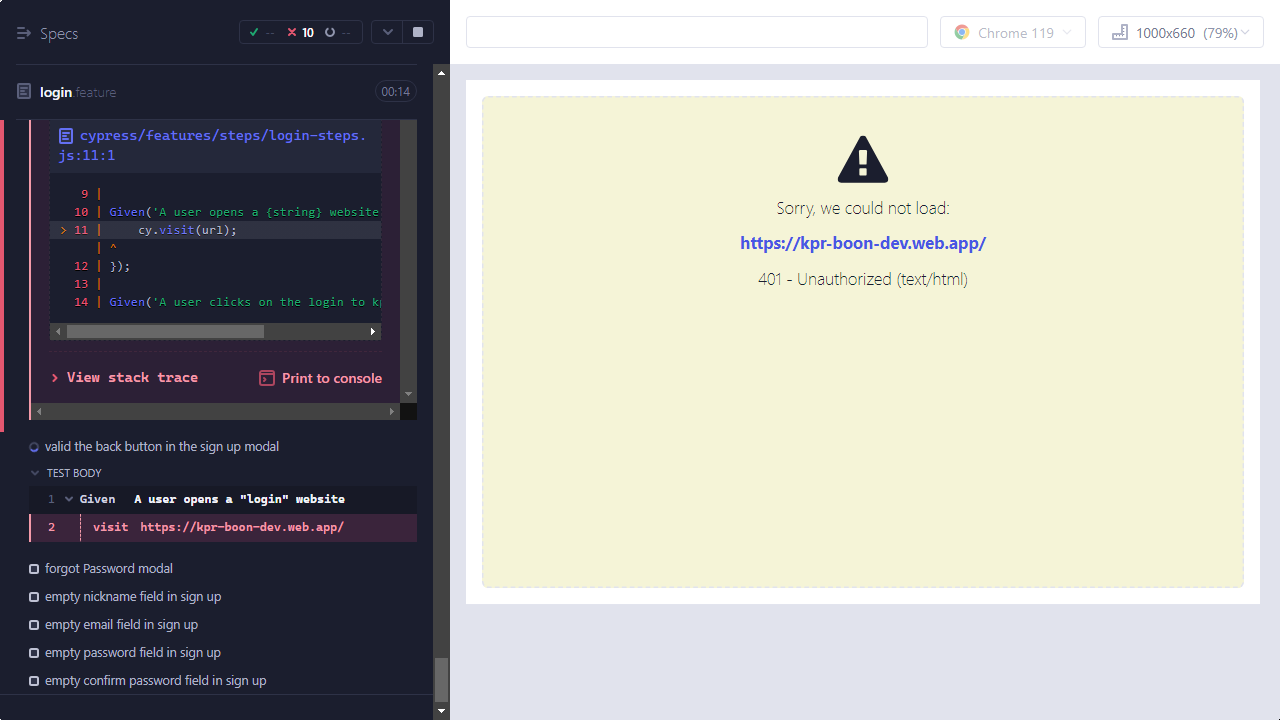 Specs
-- 10 --
login.feature
00:14
cypress/features/steps/login-steps.
js:11:1
9 |
10 | Given('A user opens a {string} website
> 11 |     cy.visit(url);
| ^
12 | });
13 |
14 | Given('A user clicks on the login to kp
View stack trace
Print to console
valid the back button in the sign up modal
TEST BODY
1 Given A user opens a "login" website
2 visit https://kpr-boon-dev.web.app/
forgot Password modal
empty nickname field in sign up
empty email field in sign up
empty password field in sign up
empty confirm password field in sign up
Chrome 119
1000x660 (79%)
Sorry, we could not load:
https://kpr-boon-dev.web.app/
401 - Unauthorized (text/html)